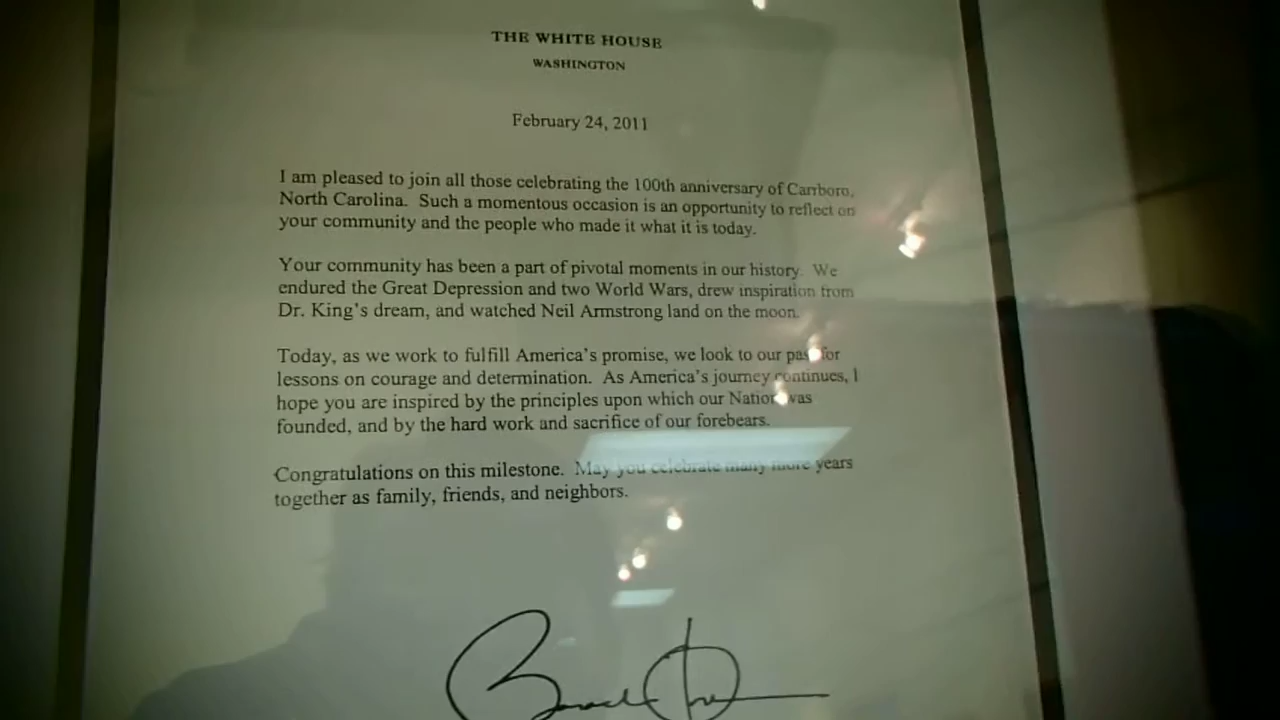 THE WHITE HOUSE
WASHINGTON
February 24, 2011
I am pleased to join all those celebrating the 100th anniversary of Carrboro,
North Carolina. Such a momentous occasion is an opportunity to reflect on
your community and the people who made it what it is today.
Your community has been a part of pivotal moments in our history. We
endured the Great Depression and two World Wars, drew inspiration from
Dr. King's dream, and watched Neil Armstrong land on the moon.
Today, as we work to fulfill America's promise, we look to our past for
lessons on courage and determination. As America's journey continues, I
hope you are inspired by the principles upon which our Nation was
founded, and by the hard work and sacrifice of our forebears.
Congratulations on this milestone. May you celebrate many more years
together as family, friends, and neighbors.